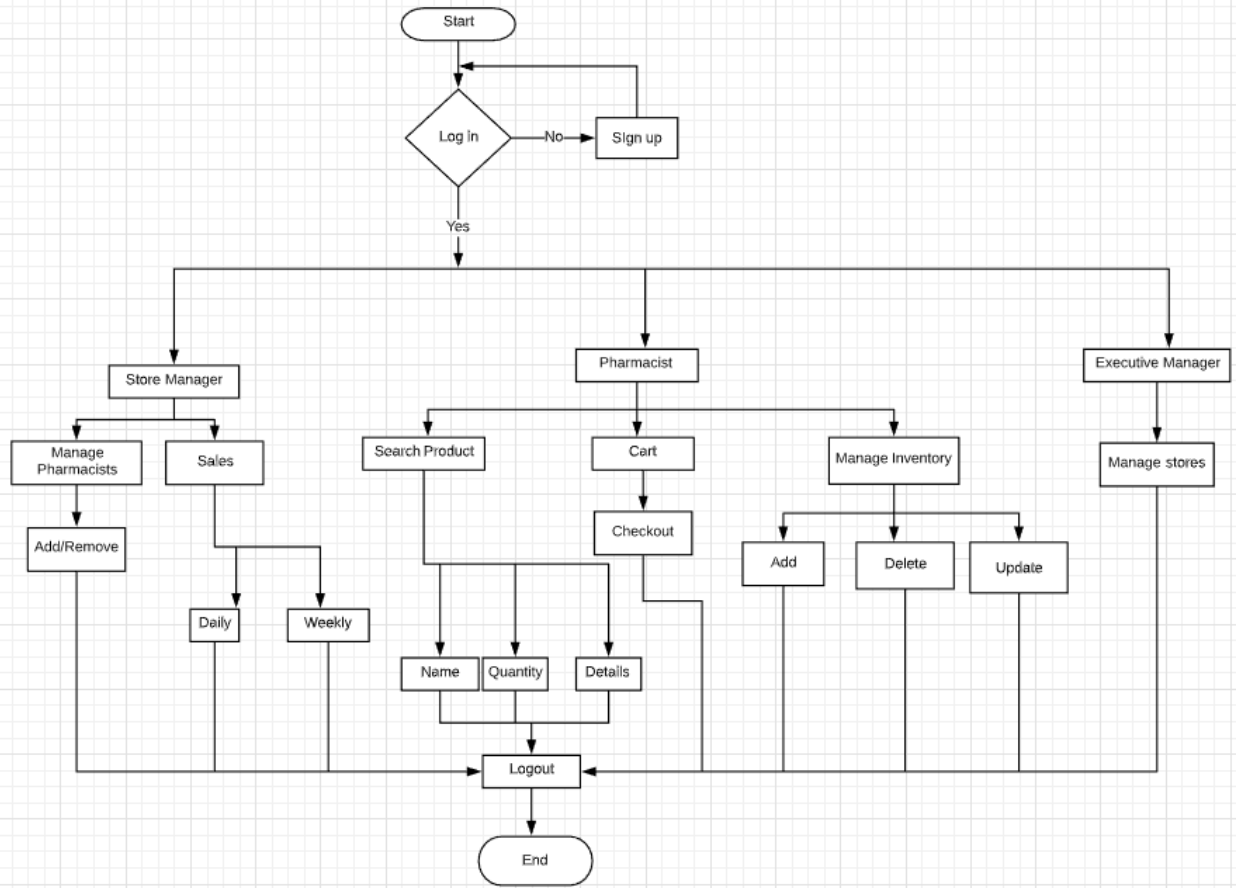 Start
Log in
No
Sign up
Yes
Store Manager
Pharmacist
Executive Manager
Manage
Pharmacists
Sales
Search Product
Cart
Manage Inventory
Manage stores
Add/Remove
Checkout
Add
Delete
Update
Daily
Weekly
Name
Quantity
Details
Logout
End